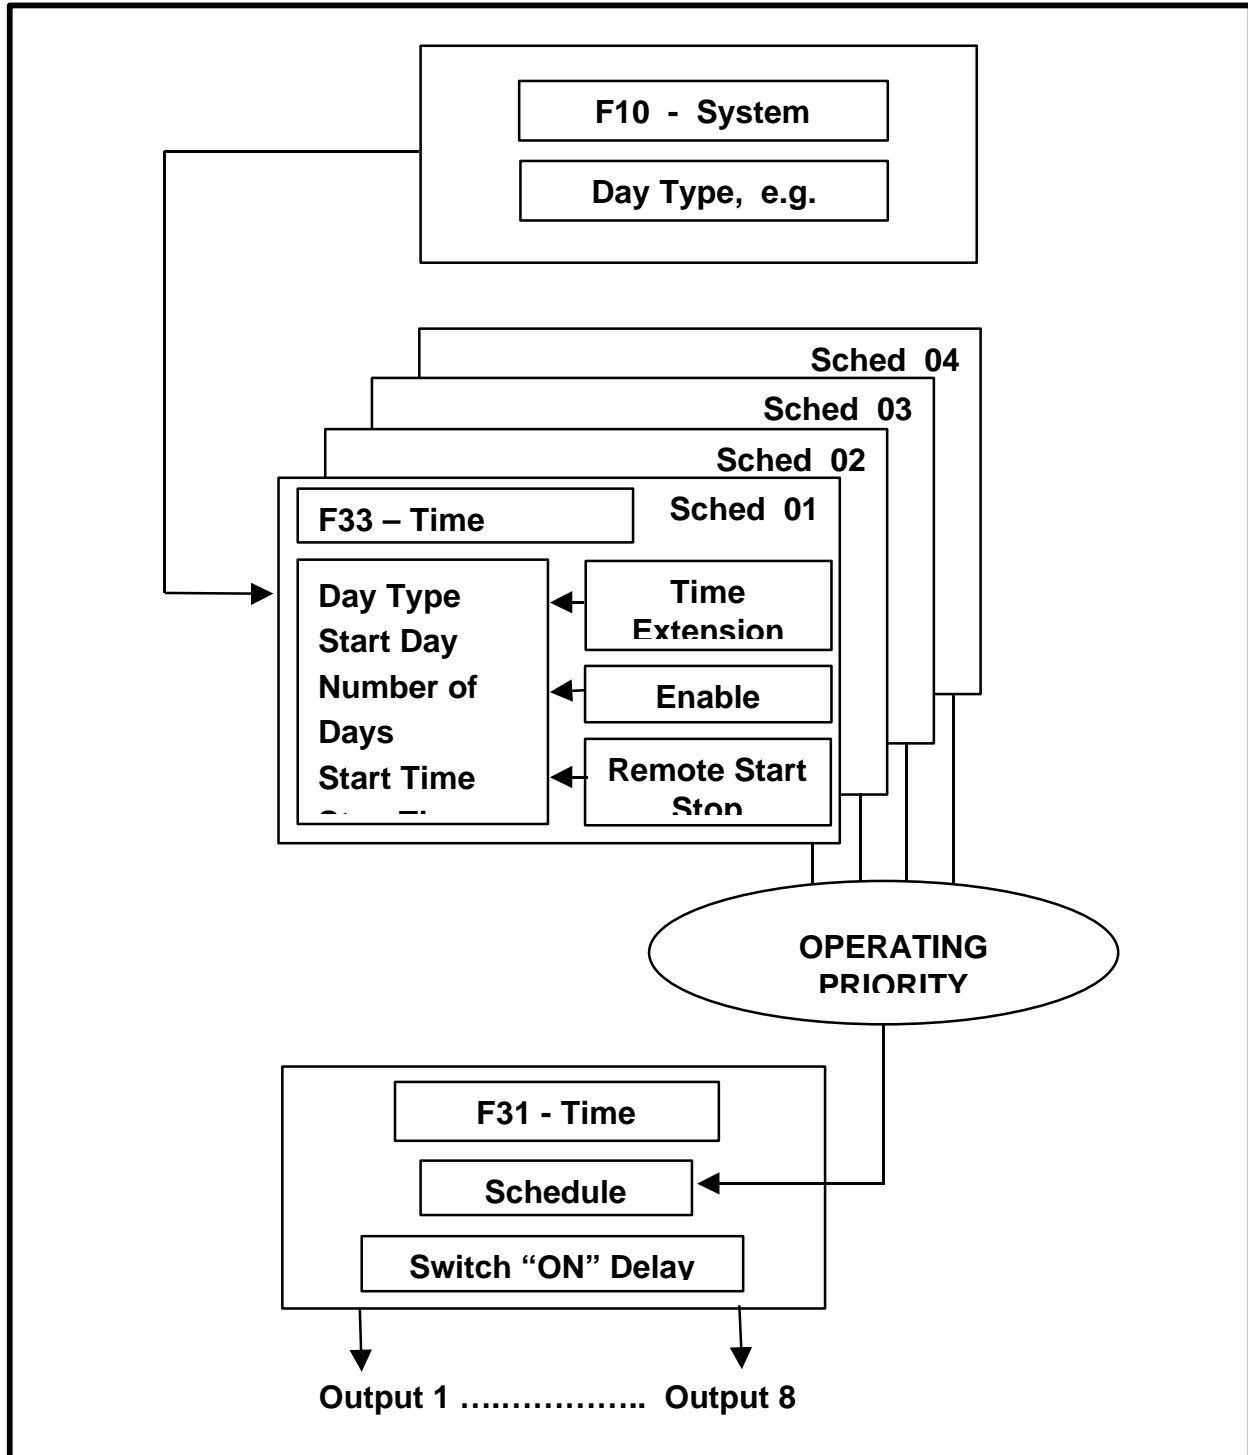 F10 - System
Day Type, e.g.
Sched 04
Sched 03
Sched 02
Sched 01
F33 – Time
Day Type
Start Day
Number of
Days
Start Time
Time
Extension
Enable
Remote Start
Stop
OPERATING
PRIORITY
F31 - Time
Schedule
Switch “ON” Delay
Output 1 ….………….. Output 8